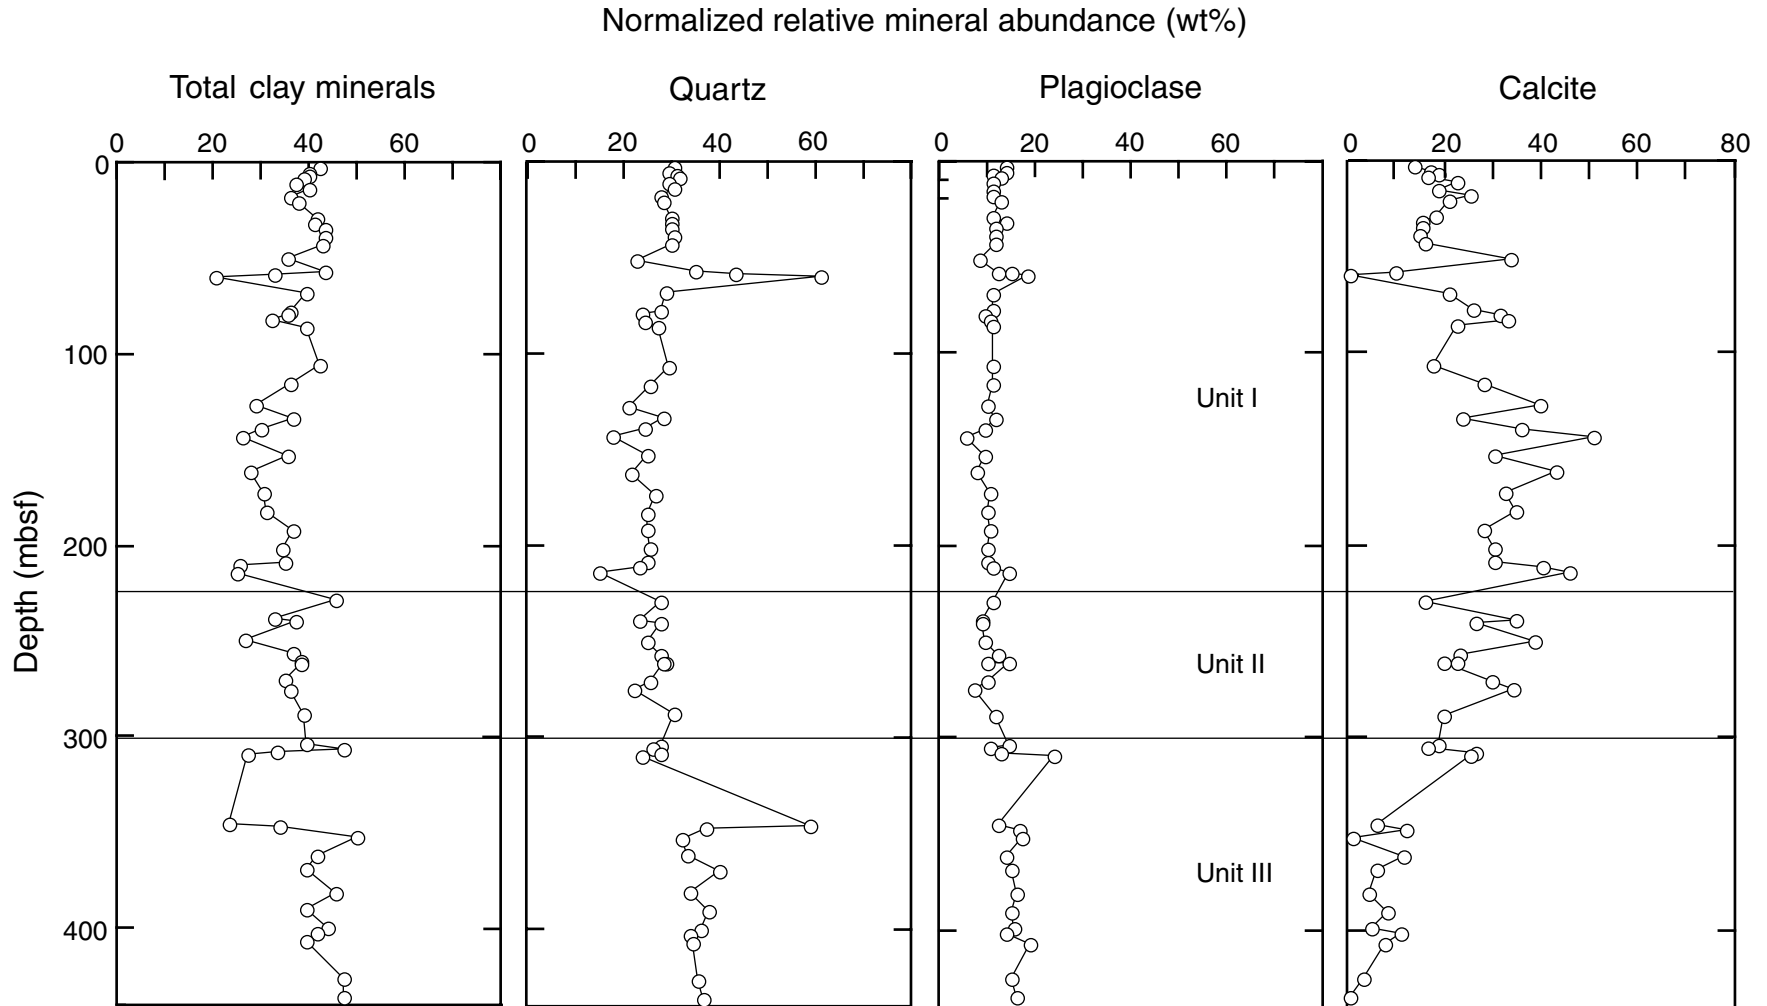 Normalized relative mineral abundance (wt%)
Total clay minerals Quartz Plagioclase Calcite
0 20 40 60 0 20 40 60 0 20 40 60 0 20 40 60 80
0
100
Unit I
200
Depth (mbsf)
Unit II
300
Unit III
400